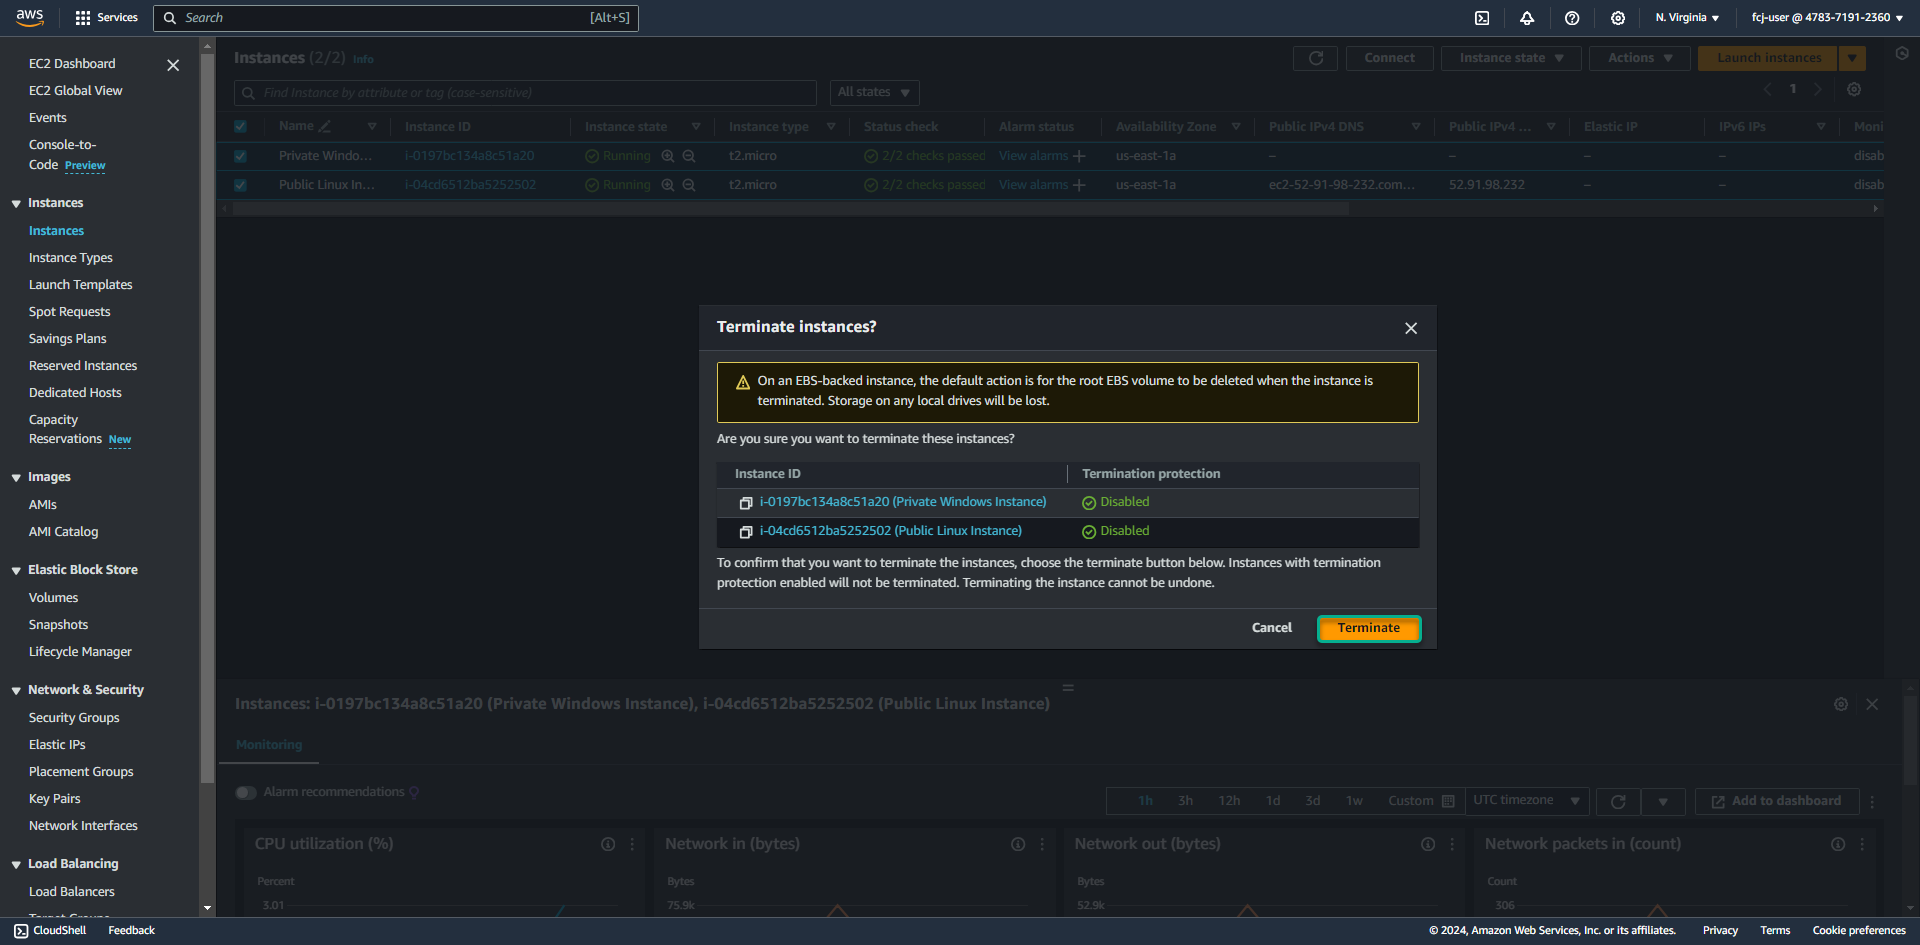 aws
Services
Search
[Alt+S]
N. Virginia
fcj-user @ 4783-7191-2360
EC2 Dashboard
EC2 Global View
Events
Console-to-
Code Preview
Instances
Instances
Instance Types
Launch Templates
Spot Requests
Savings Plans
Reserved Instances
Dedicated Hosts
Capacity
Reservations New
Images
AMIs
AMI Catalog
Elastic Block Store
Volumes
Snapshots
Lifecycle Manager
Network & Security
Security Groups
Elastic IPs
Placement Groups
Key Pairs
Network Interfaces
Load Balancing
Load Balancers
Target Groups
Instances (2/2) Info
Connect
Instance state
Actions
Launch instances
Find Instance by attribute or tag (case-sensitive)
All states
1
Name Instance ID Instance state Instance type Status check Alarm status Availability Zone Public IPv4 DNS Public IPv4 ... Elastic IP IPv6 IPs Moni
Private Windo... i-0197bc134a8c51a20 Running t2.micro 2/2 checks passed View alarms + us-east-1a – – – – disab
Public Linux In... i-04cd6512ba5252502 Running t2.micro 2/2 checks passed View alarms + us-east-1a ec2-52-91-98-232.com... 52.91.98.232 – – disab
Terminate instances?
On an EBS-backed instance, the default action is for the root EBS volume to be deleted when the instance is
terminated. Storage on any local drives will be lost.
Are you sure you want to terminate these instances?
Instance ID Termination protection
i-0197bc134a8c51a20 (Private Windows Instance) Disabled
i-04cd6512ba5252502 (Public Linux Instance) Disabled
To confirm that you want to terminate the instances, choose the terminate button below. Instances with termination
protection enabled will not be terminated. Terminating the instance cannot be undone.
Cancel
Terminate
Instances: i-0197bc134a8c51a20 (Private Windows Instance), i-04cd6512ba5252502 (Public Linux Instance)
Monitoring
Alarm recommendations
1h 3h 12h 1d 3d 1w Custom
UTC timezone
Add to dashboard
CPU utilization (%)
Percent
3.01
Network in (bytes)
Bytes
75.9k
Network out (bytes)
Bytes
52.9k
Network packets in (count)
Count
306
CloudShell
Feedback
© 2024, Amazon Web Services, Inc. or its affiliates.
Privacy
Terms
Cookie preferences